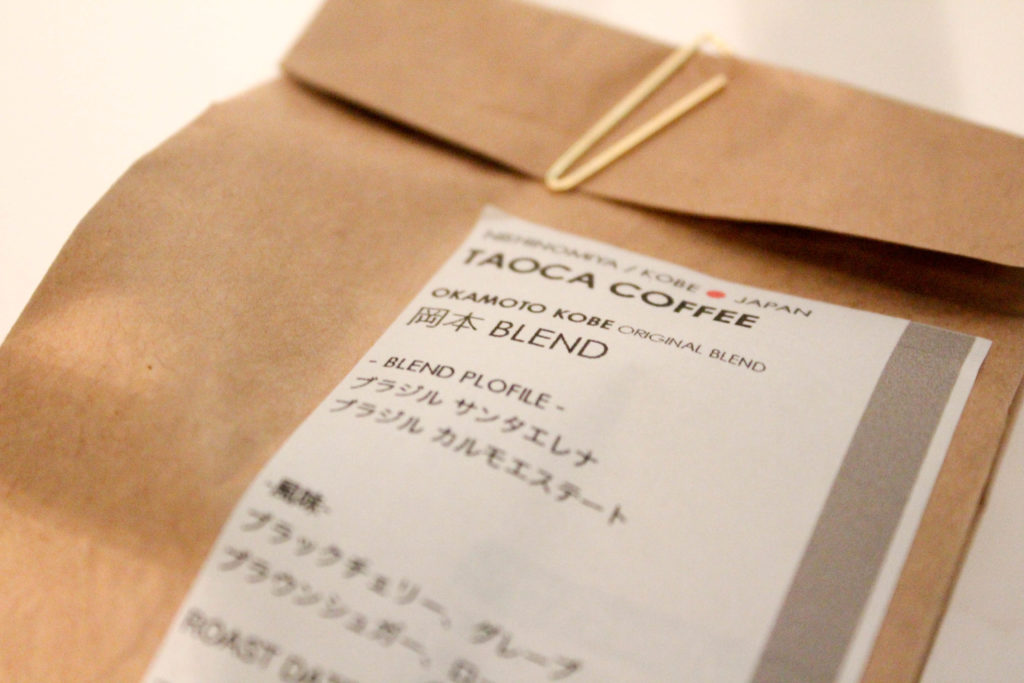 NISHINOMIYA / KOBE ● JAPAN
TAOCA COFFEE
OKAMOTO KOBE ORIGINAL BLEND
岡本 BLEND
- BLEND PLOFILE -
ブラジル サンタエレナ
ブラジル カルモエステート
-風味-
ブラックチェリー、グレープ
ブラウンシュガー、
ROAST DATE